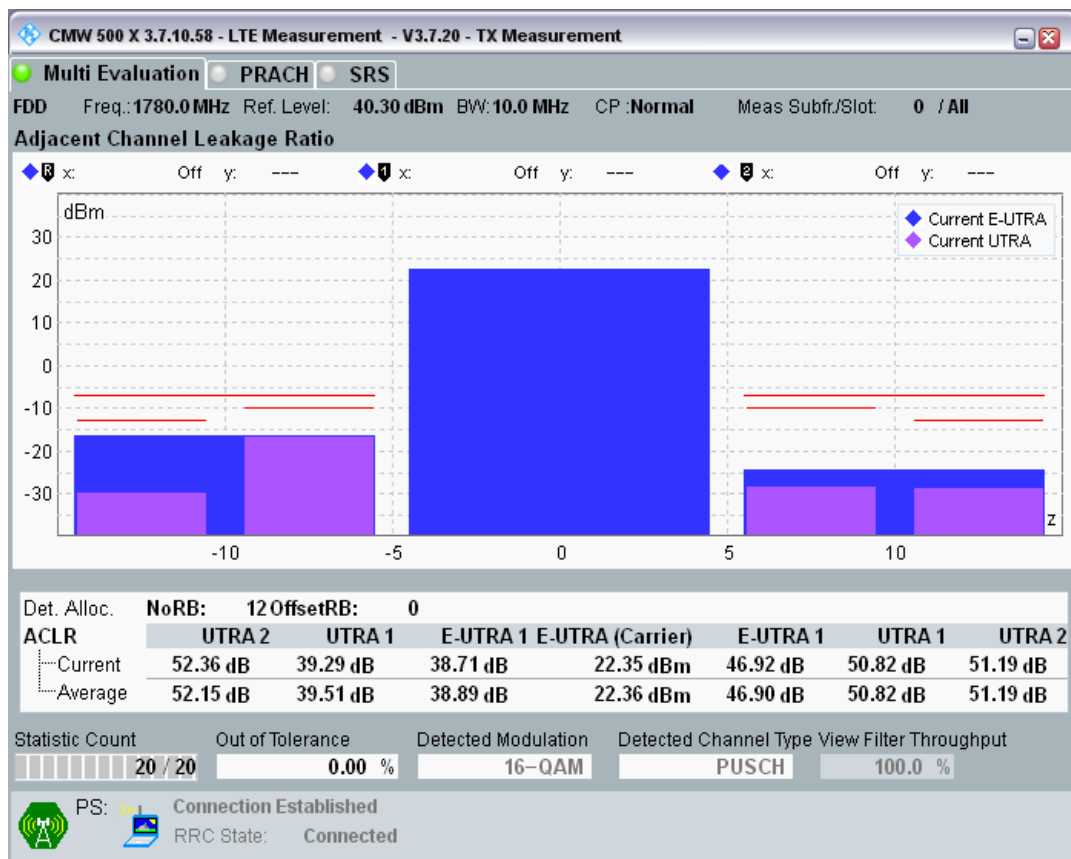 CMW 500 X 3.7.10.58 - LTE Measurement - V3.7.20 - TX Measurement
Multi Evaluation PRACH SRS
FDD Freq.:1780.0 MHz Ref. Level: 40.30 dBm BW: 10.0 MHz CP :Normal Meas Subfr./Slot: 0 / All
Adjacent Channel Leakage Ratio
R x: Off y: --- 1 x: Off y: --- 2 x: Off y: ---
dBm
Current E-UTRA
Current UTRA
30
20
10
0
-10
-20
-30
z
-10 -5 0 5 10
Det. Alloc. NoRB: 12 OffsetRB: 0
ACLR UTRA 2 UTRA 1 E-UTRA 1 E-UTRA (Carrier) E-UTRA 1 UTRA 1 UTRA 2
Current 52.36 dB 39.29 dB 38.71 dB 22.35 dBm 46.92 dB 50.82 dB 51.19 dB
Average 52.15 dB 39.51 dB 38.89 dB 22.36 dBm 46.90 dB 50.82 dB 51.19 dB
Statistic Count Out of Tolerance Detected Modulation Detected Channel Type View Filter Throughput
20 / 20 0.00 % 16-QAM PUSCH 100.0 %
PS: Connection Established
RRC State: Connected